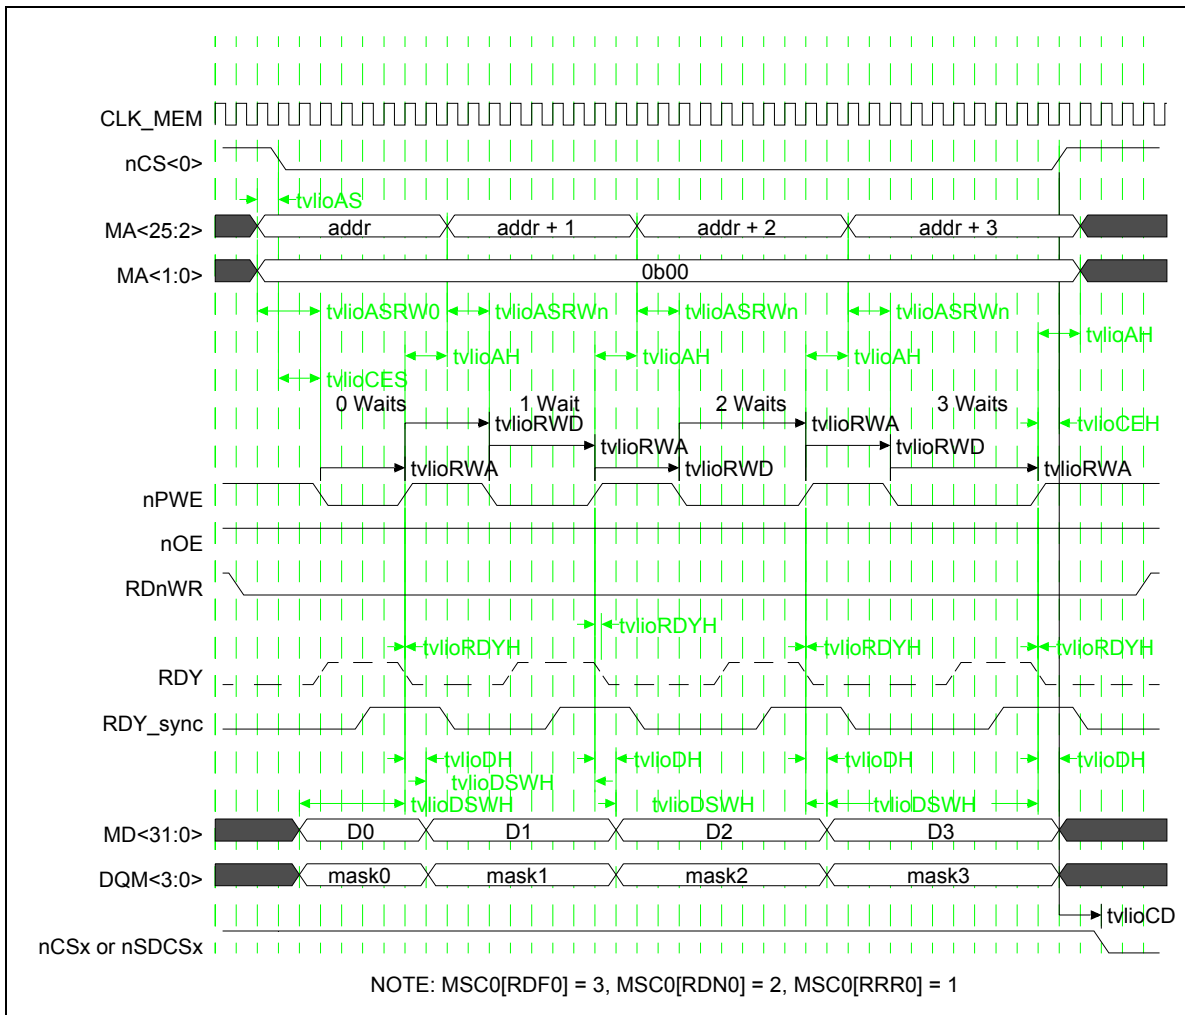 CLK_MEM
nCS<0>
tvlioAS
MA<25:2>
addr
addr + 1
addr + 2
addr + 3
MA<1:0>
0b00
tvlioASRW0
tvlioASRWn
tvlioASRWn
tvlioASRWn
tvlioAH
tvlioAH
tvlioAH
tvlioAH
tvlioCES
0 Waits
1 Wait
2 Waits
3 Waits
tvlioRWD
tvlioRWA
tvlioCEH
tvlioRWA
tvlioRWD
tvlioRWA
tvlioRWD
tvlioRWA
nPWE
nOE
RDnWR
tvlioRDYH
tvlioRDYH
tvlioRDYH
tvlioRDYH
RDY
RDY_sync
tvlioDH
tvlioDH
tvlioDH
tvlioDH
tvlioDSWH
tvlioDSWH
tvlioDSWH
tvlioDSWH
MD<31:0>
D0
D1
D2
D3
DQM<3:0>
mask0
mask1
mask2
mask3
tvlioCD
nCSx or nSDCSx
NOTE: MSC0[RDF0] = 3, MSC0[RDN0] = 2, MSC0[RRR0] = 1